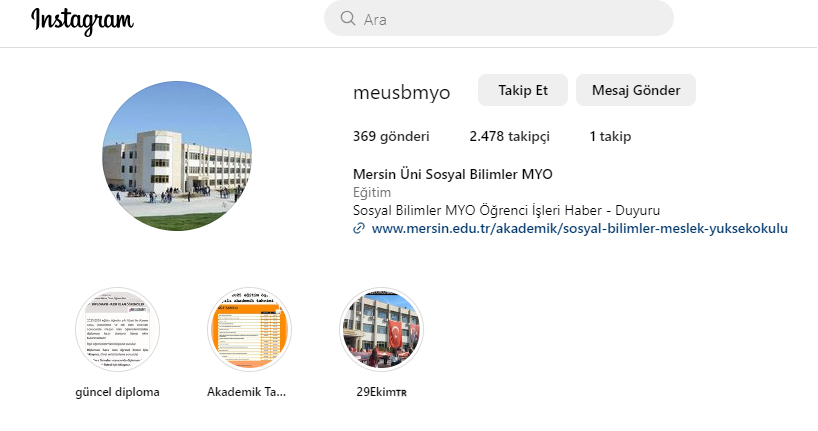 Instagram
Ara
meusbmyo
Takip Et
Mesaj Gönder
369 gönderi
2.478 takipçi
1 takip
Mersin Üni Sosyal Bilimler MYO
Eğitim
Sosyal Bilimler MYO Öğrenci İşleri Haber - Duyuru
www.mersin.edu.tr/akademik/sosyal-bilimler-meslek-yuksekokulu
güncel diploma
Akademik Ta...
29Ekim🇹🇷